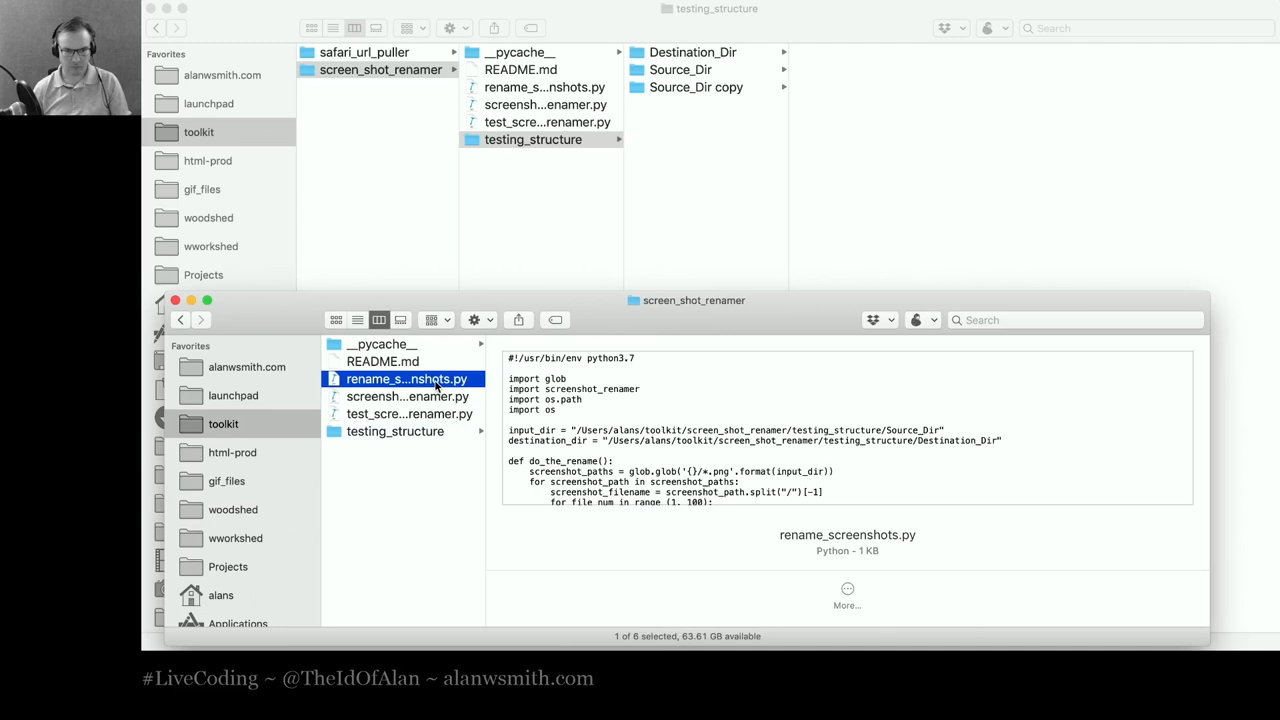 testing_structure
Search
Favorites
alanwsmith.com
launchpad
toolkit
html-prod
gif_files
woodshed
wworkshed
Projects
safari_url_puller
screen_shot_renamer
__pycache__
README.md
rename_s...nshots.py
screensh...enamer.py
test_scre...renamer.py
testing_structure
Destination_Dir
Source_Dir
Source_Dir copy
screen_shot_renamer
Search
Favorites
alanwsmith.com
launchpad
toolkit
html-prod
gif_files
woodshed
wworkshed
Projects
alans
Applications
__pycache__
README.md
rename_s...nshots.py
screensh...enamer.py
test_scre...renamer.py
testing_structure
#!/usr/bin/env python3.7
import glob
import screenshot_renamer
import os.path
import os
input_dir = "/Users/alans/toolkit/screen_shot_renamer/testing_structure/Source_Dir"
destination_dir = "/Users/alans/toolkit/screen_shot_renamer/testing_structure/Destination_Dir"
def do_the_rename():
screenshot_paths = glob.glob('{}/*.png'.format(input_dir))
for screenshot_path in screenshot_paths:
screenshot_filename = screenshot_path.split("/")[-1]
for file_num in range (1, 100):
rename_screenshots.py
Python - 1 KB
More...
1 of 6 selected, 63.61 GB available
#LiveCoding ~ @TheIdOfAlan ~ alanwsmith.com